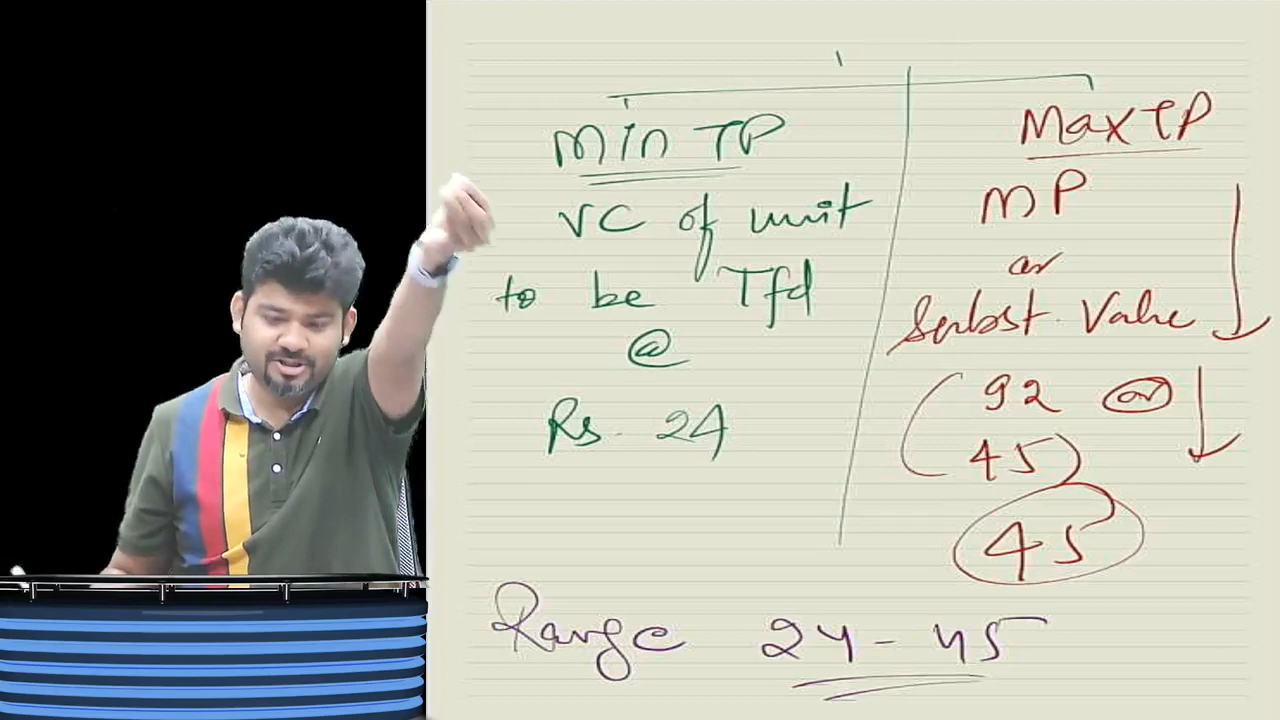 Min TP
VC of unit
to be Tfd
@
Rs. 24
Max TP
MP
or
Subst. Value
(92 or
45)
45
Range 24 - 45